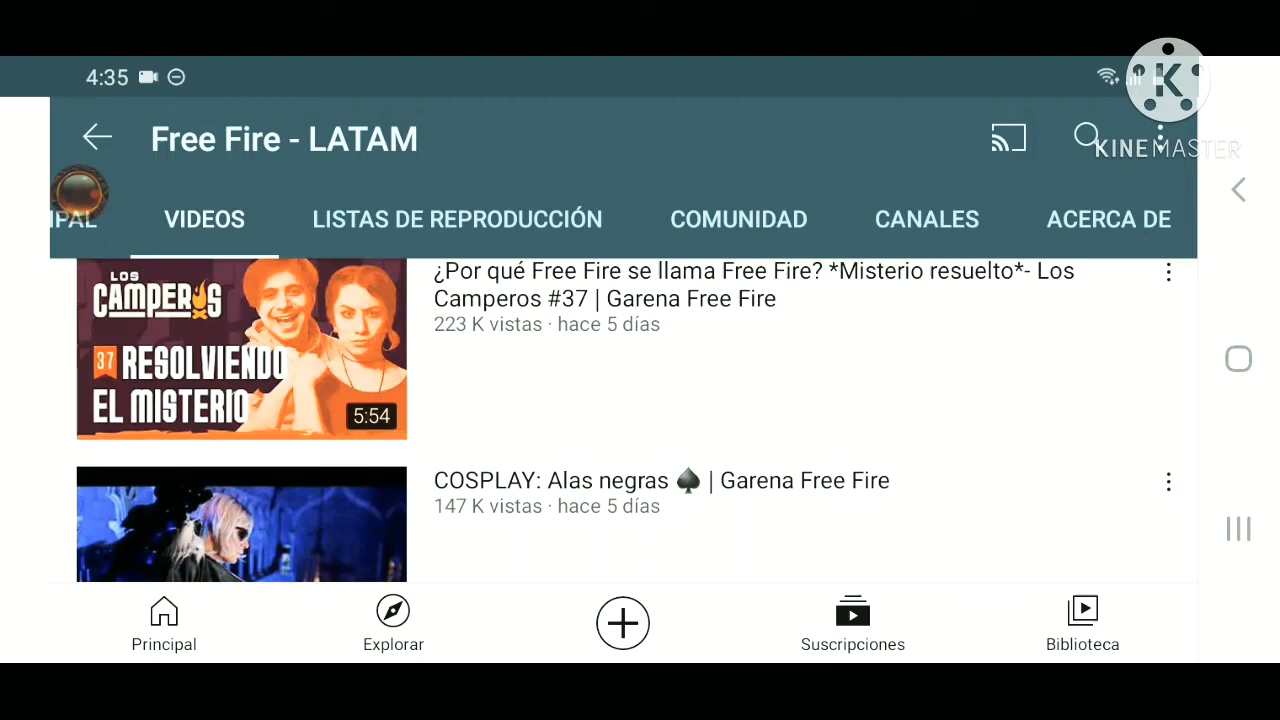 4:35
KINEMASTER
Free Fire - LATAM
IPAL
VIDEOS
LISTAS DE REPRODUCCIÓN
COMUNIDAD
CANALES
ACERCA DE
LOS
CAMPEROS
37 RESOLVIENDO
EL MISTERIO
5:54
¿Por qué Free Fire se llama Free Fire? *Misterio resuelto*- Los
Camperos #37 | Garena Free Fire
223 K vistas · hace 5 días
COSPLAY: Alas negras ♠ | Garena Free Fire
147 K vistas · hace 5 días
Principal
Explorar
Suscripciones
Biblioteca